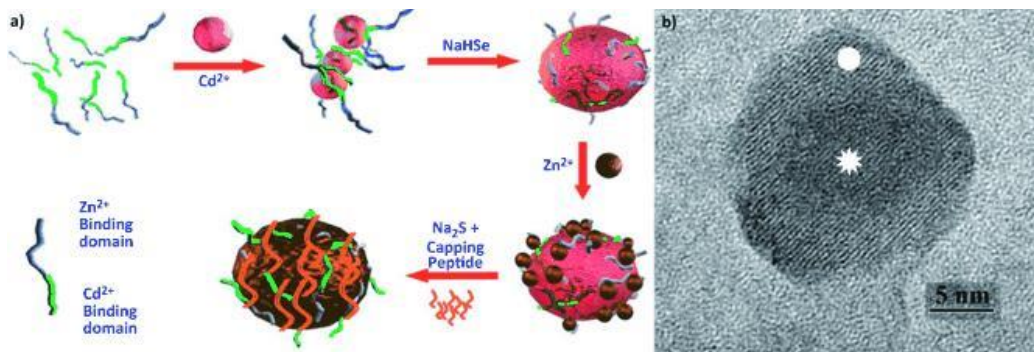 a)
Cd²⁺
NaHSe
Zn²⁺
Na₂S +
Capping
Peptide
Zn²⁺
Binding
domain
Cd²⁺
Binding
domain
b)
5 nm